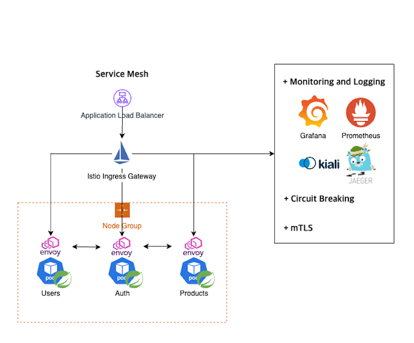 Service Mesh
Application Load Balancer
Istio Ingress Gateway
Node Group
envoy
envoy
envoy
pod
pod
pod
Users
Auth
Products
+ Monitoring and Logging
Grafana
Prometheus
kiali
JAEGER
+ Circuit Breaking
+ mTLS